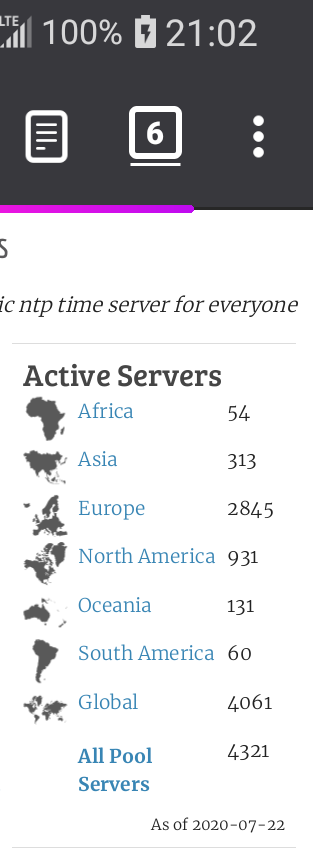 LTE 100% 21:02
6
s
ic ntp time server for everyone
Active Servers
Africa 54
Asia 313
Europe 2845
North America 931
Oceania 131
South America 60
Global 4061
All Pool 4321
Servers
As of 2020-07-22